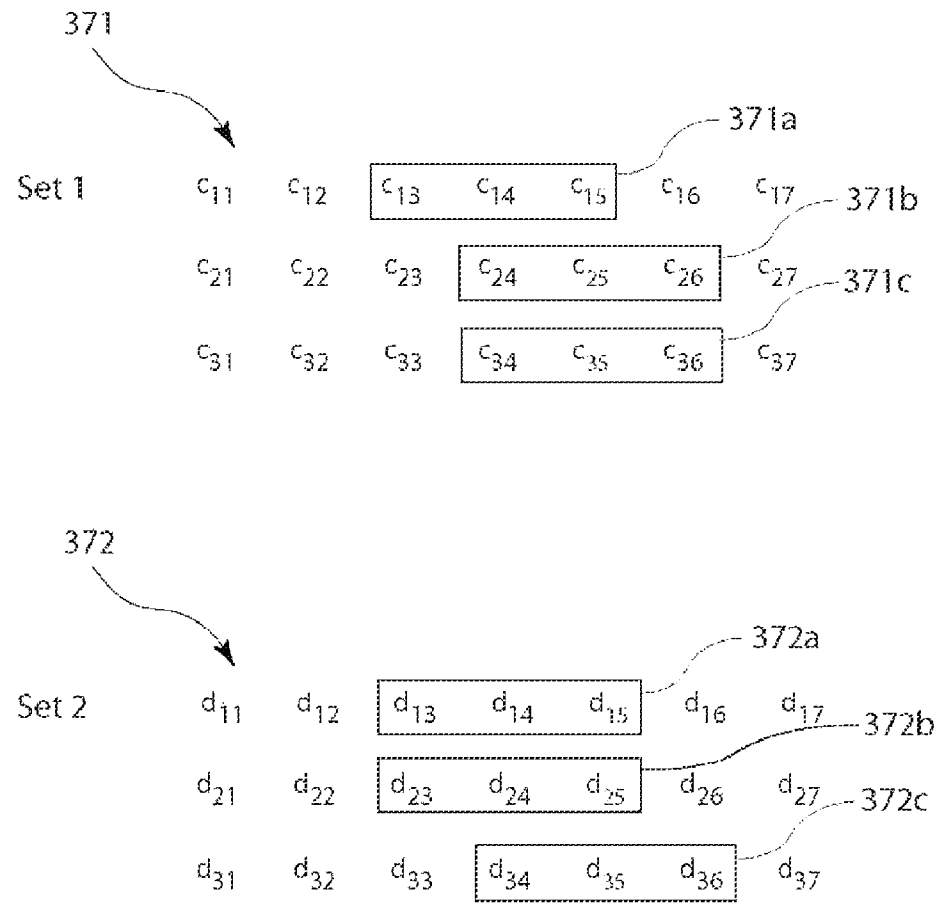 371
371a
Set 1 c11 c12 c13 c14 c15 c16 c17
371b
c21 c22 c23 c24 c25 c26 c27
371c
c31 c32 c33 c34 c35 c36 c37
372
372a
Set 2 d11 d12 d13 d14 d15 d16 d17
372b
d21 d22 d23 d24 d25 d26 d27
372c
d31 d32 d33 d34 d35 d36 d37